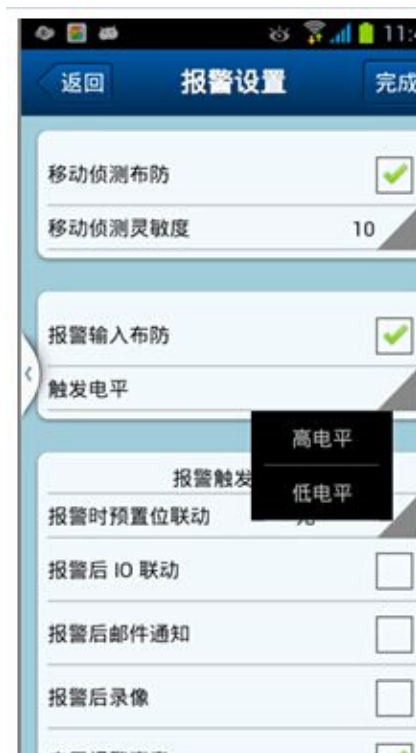 11:4
返回
报警设置
完成
移动侦测布防
移动侦测灵敏度 10
报警输入布防
触发电平
高电平
报警触发
低电平
报警时预置位联动
报警后 IO 联动
报警后邮件通知
报警后录像